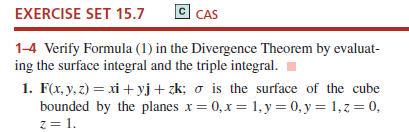 EXERCISE SET 15.7 C CAS
1–4 Verify Formula (1) in the Divergence Theorem by evaluat-
ing the surface integral and the triple integral.
1. F(x, y, z) = xi + yj + zk; σ is the surface of the cube
bounded by the planes x = 0, x = 1, y = 0, y = 1, z = 0,
z = 1.